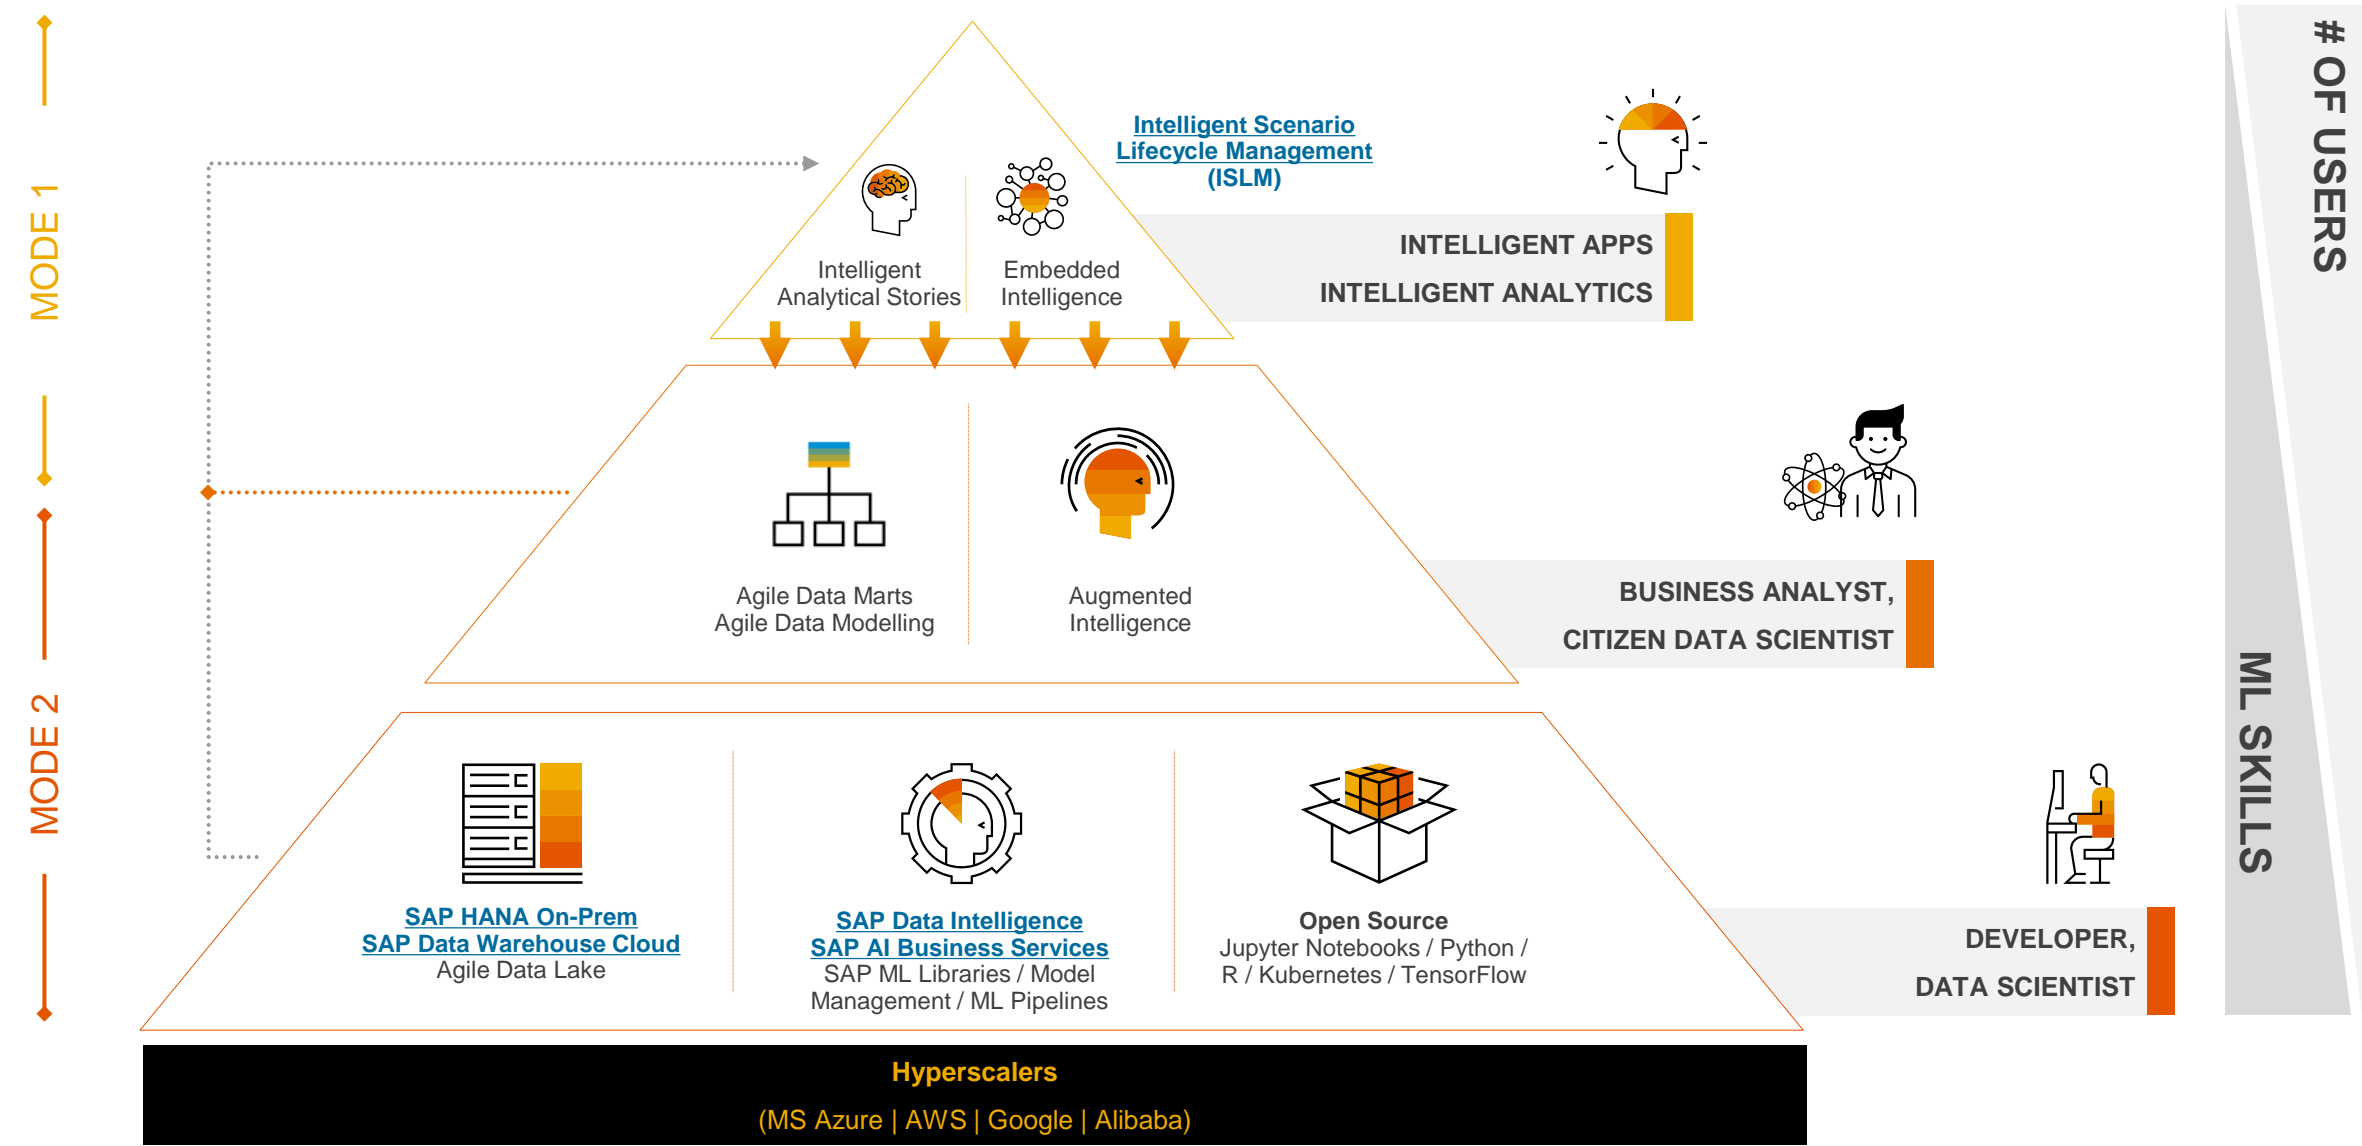 MODE 1
MODE 2
Intelligent Scenario
Lifecycle Management
(ISLM)
Intelligent
Analytical Stories
Embedded
Intelligence
INTELLIGENT APPS
INTELLIGENT ANALYTICS
Agile Data Marts
Agile Data Modelling
Augmented
Intelligence
BUSINESS ANALYST,
CITIZEN DATA SCIENTIST
SAP HANA On-Prem
SAP Data Warehouse Cloud
Agile Data Lake
SAP Data Intelligence
SAP AI Business Services
SAP ML Libraries / Model
Management / ML Pipelines
Open Source
Jupyter Notebooks / Python /
R / Kubernetes / TensorFlow
DEVELOPER,
DATA SCIENTIST
Hyperscalers
(MS Azure | AWS | Google | Alibaba)
# OF USERS
ML SKILLS